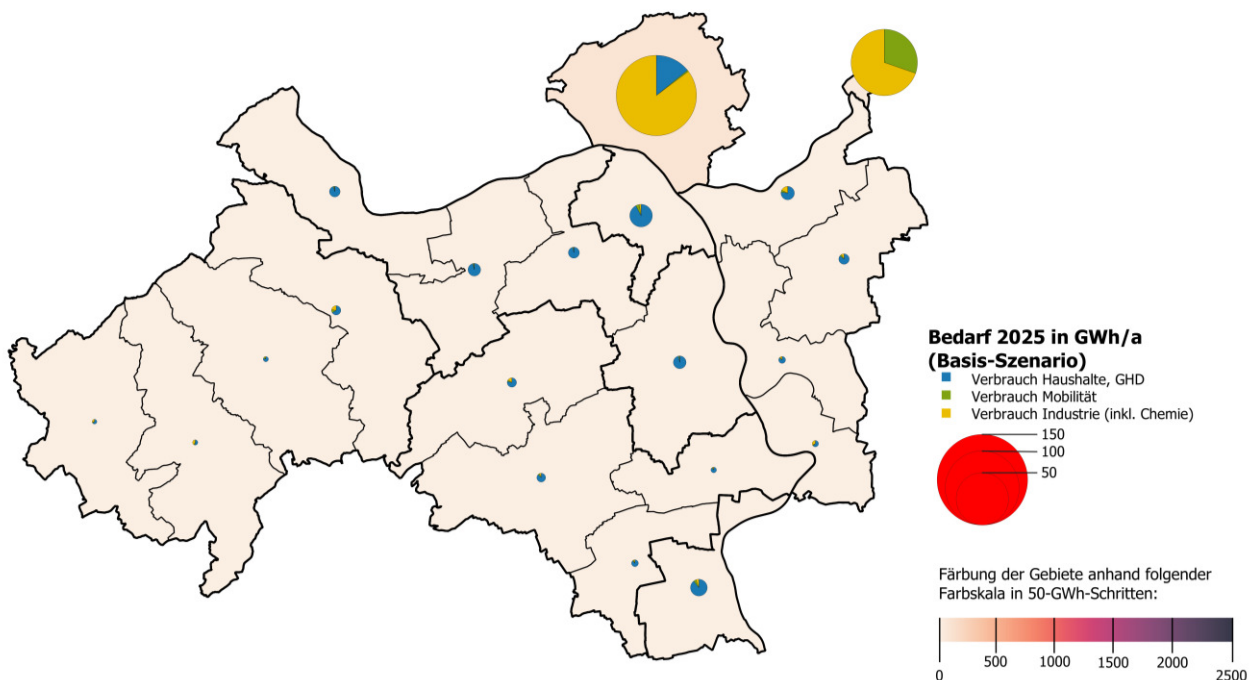 Bedarf 2025 in GWh/a
(Basis-Szenario)
Verbrauch Haushalte, GHD
Verbrauch Mobilität
Verbrauch Industrie (inkl. Chemie)
150
100
50
Färbung der Gebiete anhand folgender
Farbskala in 50-GWh-Schritten:
0 500 1000 1500 2000 2500